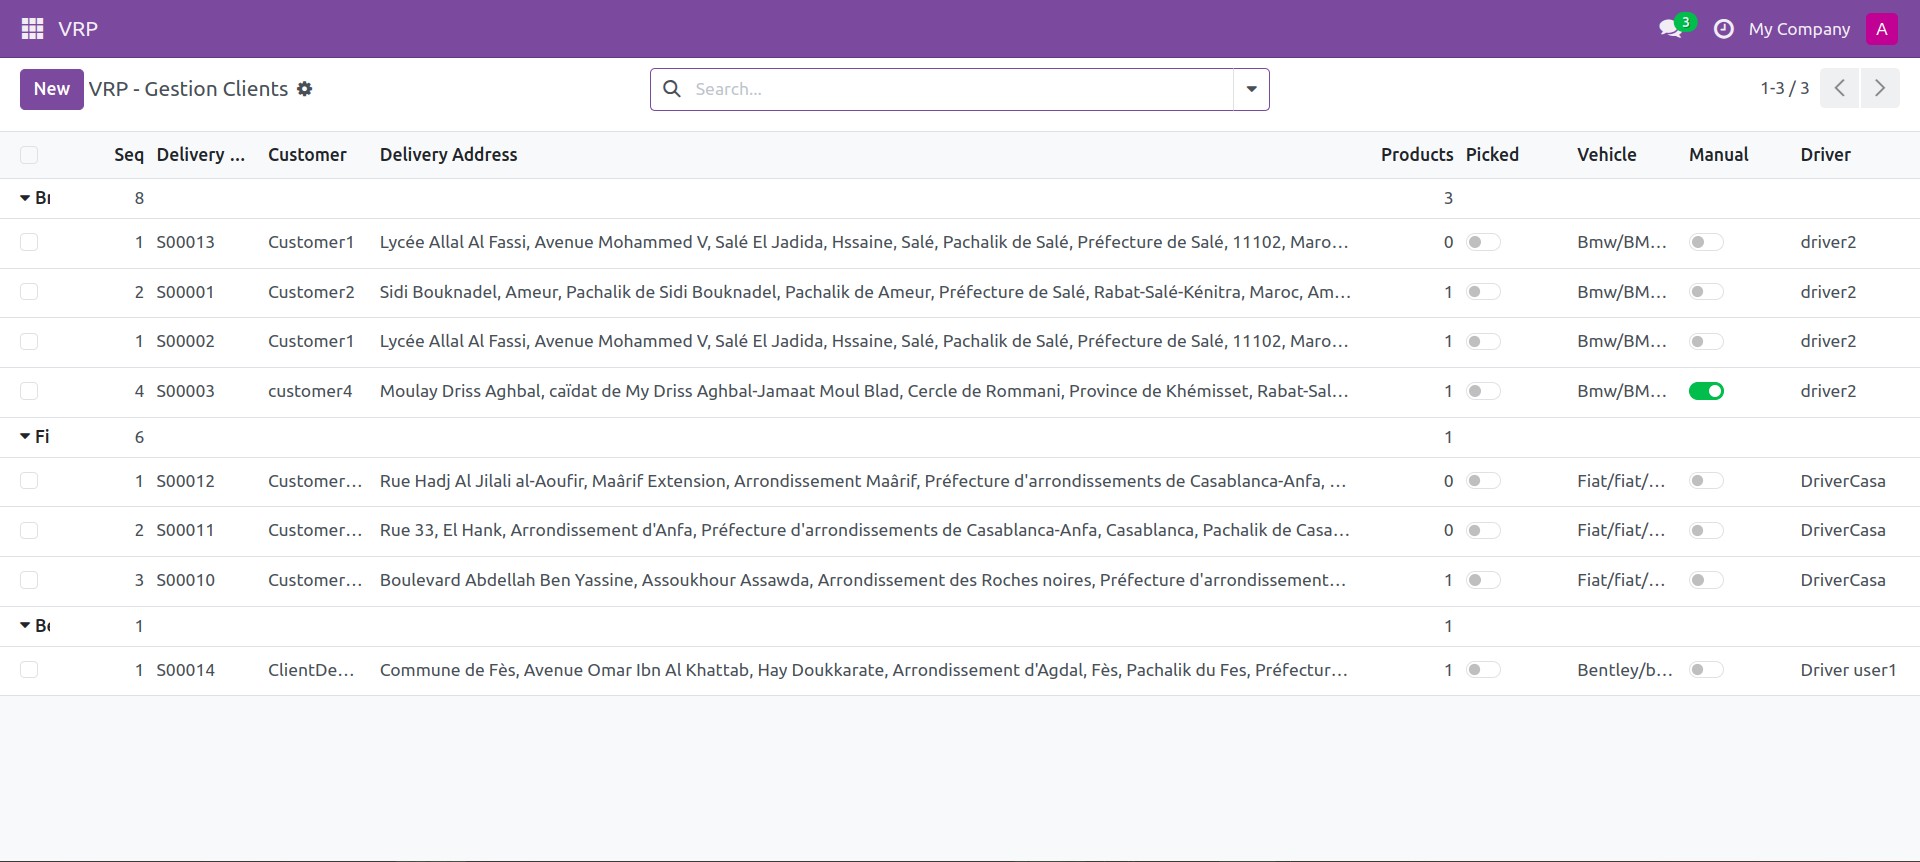 VRP 3 My Company A
New VRP - Gestion Clients Search... 1-3 / 3
Seq Delivery ... Customer Delivery Address Products Picked Vehicle Manual Driver
8 3
1 S00013 Customer1 Lycée Allal Al Fassi, Avenue Mohammed V, Salé El Jadida, Hssaine, Salé, Pachalik de Salé, Préfecture de Salé, 11102, Maro... 0 Bmw/BM... driver2
2 S00001 Customer2 Sidi Bouknadel, Ameur, Pachalik de Sidi Bouknadel, Pachalik de Ameur, Préfecture de Salé, Rabat-Salé-Kénitra, Maroc, Am... 1 Bmw/BM... driver2
1 S00002 Customer1 Lycée Allal Al Fassi, Avenue Mohammed V, Salé El Jadida, Hssaine, Salé, Pachalik de Salé, Préfecture de Salé, 11102, Maro... 1 Bmw/BM... driver2
4 S00003 customer4 Moulay Driss Aghbal, caïdat de My Driss Aghbal-Jamaat Moul Blad, Cercle de Rommani, Province de Khémisset, Rabat-Sal... 1 Bmw/BM... driver2
Fi 6 1
1 S00012 Customer... Rue Hadj Al Jilali al-Aoufir, Maârif Extension, Arrondissement Maârif, Préfecture d'arrondissements de Casablanca-Anfa, ... 0 Fiat/fiat/... DriverCasa
2 S00011 Customer... Rue 33, El Hank, Arrondissement d'Anfa, Préfecture d'arrondissements de Casablanca-Anfa, Casablanca, Pachalik de Casa... 0 Fiat/fiat/... DriverCasa
3 S00010 Customer... Boulevard Abdellah Ben Yassine, Assoukhour Assawda, Arrondissement des Roches noires, Préfecture d'arrondissement... 1 Fiat/fiat/... DriverCasa
1 1
1 S00014 ClientDe... Commune de Fès, Avenue Omar Ibn Al Khattab, Hay Doukkarate, Arrondissement d'Agdal, Fès, Pachalik du Fes, Préfectur... 1 Bentley/b... Driver user1